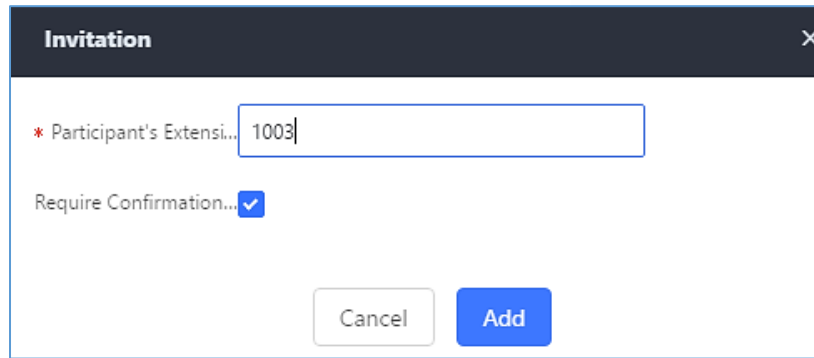 Invitation
* Participant's Extensi... 1003
Require Confirmation...
Cancel Add